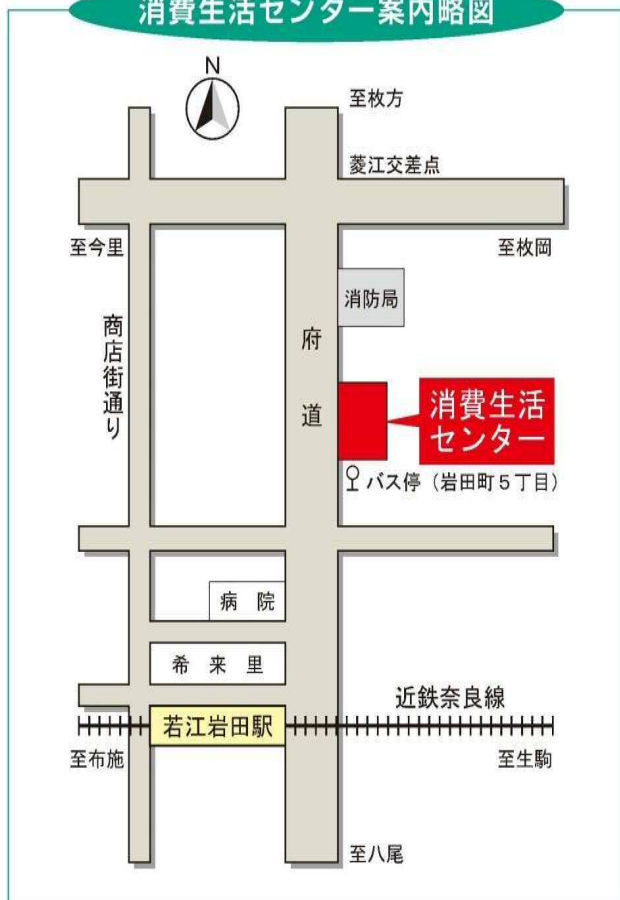 消費生活センター案内略図
N
至枚方
菱江交差点
至今里
至枚岡
消防局
商店街通り
府道
消費生活
センター
バス停（岩田町５丁目）
病院
希来里
近鉄奈良線
若江岩田駅
至布施
至生駒
至八尾